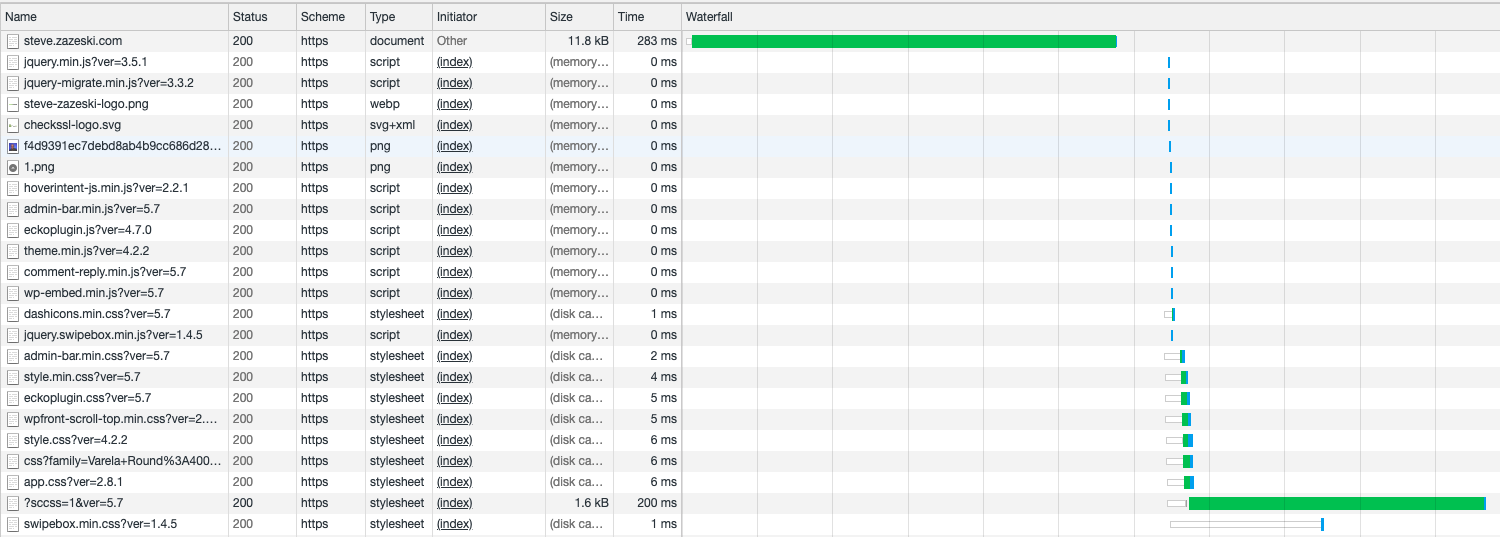 Name Status Scheme Type Initiator Size Time Waterfall
steve.zazeski.com 200 https document Other 11.8 kB 283 ms
jquery.min.js?ver=3.5.1 200 https script (index) (memory… 0 ms
jquery-migrate.min.js?ver=3.3.2 200 https script (index) (memory… 0 ms
steve-zazeski-logo.png 200 https webp (index) (memory… 0 ms
checkssl-logo.svg 200 https svg+xml (index) (memory… 0 ms
f4d9391ec7debd8ab4b9cc686d28… 200 https png (index) (memory… 0 ms
1.png 200 https png (index) (memory… 0 ms
hoverintent-js.min.js?ver=2.2.1 200 https script (index) (memory… 0 ms
admin-bar.min.js?ver=5.7 200 https script (index) (memory… 0 ms
eckoplugin.js?ver=4.7.0 200 https script (index) (memory… 0 ms
theme.min.js?ver=4.2.2 200 https script (index) (memory… 0 ms
comment-reply.min.js?ver=5.7 200 https script (index) (memory… 0 ms
wp-embed.min.js?ver=5.7 200 https script (index) (memory… 0 ms
dashicons.min.css?ver=5.7 200 https stylesheet (index) (disk ca… 1 ms
jquery.swipebox.min.js?ver=1.4.5 200 https script (index) (memory… 0 ms
admin-bar.min.css?ver=5.7 200 https stylesheet (index) (disk ca… 2 ms
style.min.css?ver=5.7 200 https stylesheet (index) (disk ca… 4 ms
eckoplugin.css?ver=5.7 200 https stylesheet (index) (disk ca… 5 ms
wpfront-scroll-top.min.css?ver=2.… 200 https stylesheet (index) (disk ca… 5 ms
style.css?ver=4.2.2 200 https stylesheet (index) (disk ca… 6 ms
css?family=Varela+Round%3A400… 200 https stylesheet (index) (disk ca… 6 ms
app.css?ver=2.8.1 200 https stylesheet (index) (disk ca… 6 ms
?sccss=1&ver=5.7 200 https stylesheet (index) 1.6 kB 200 ms
swipebox.min.css?ver=1.4.5 200 https stylesheet (index) (disk ca… 1 ms